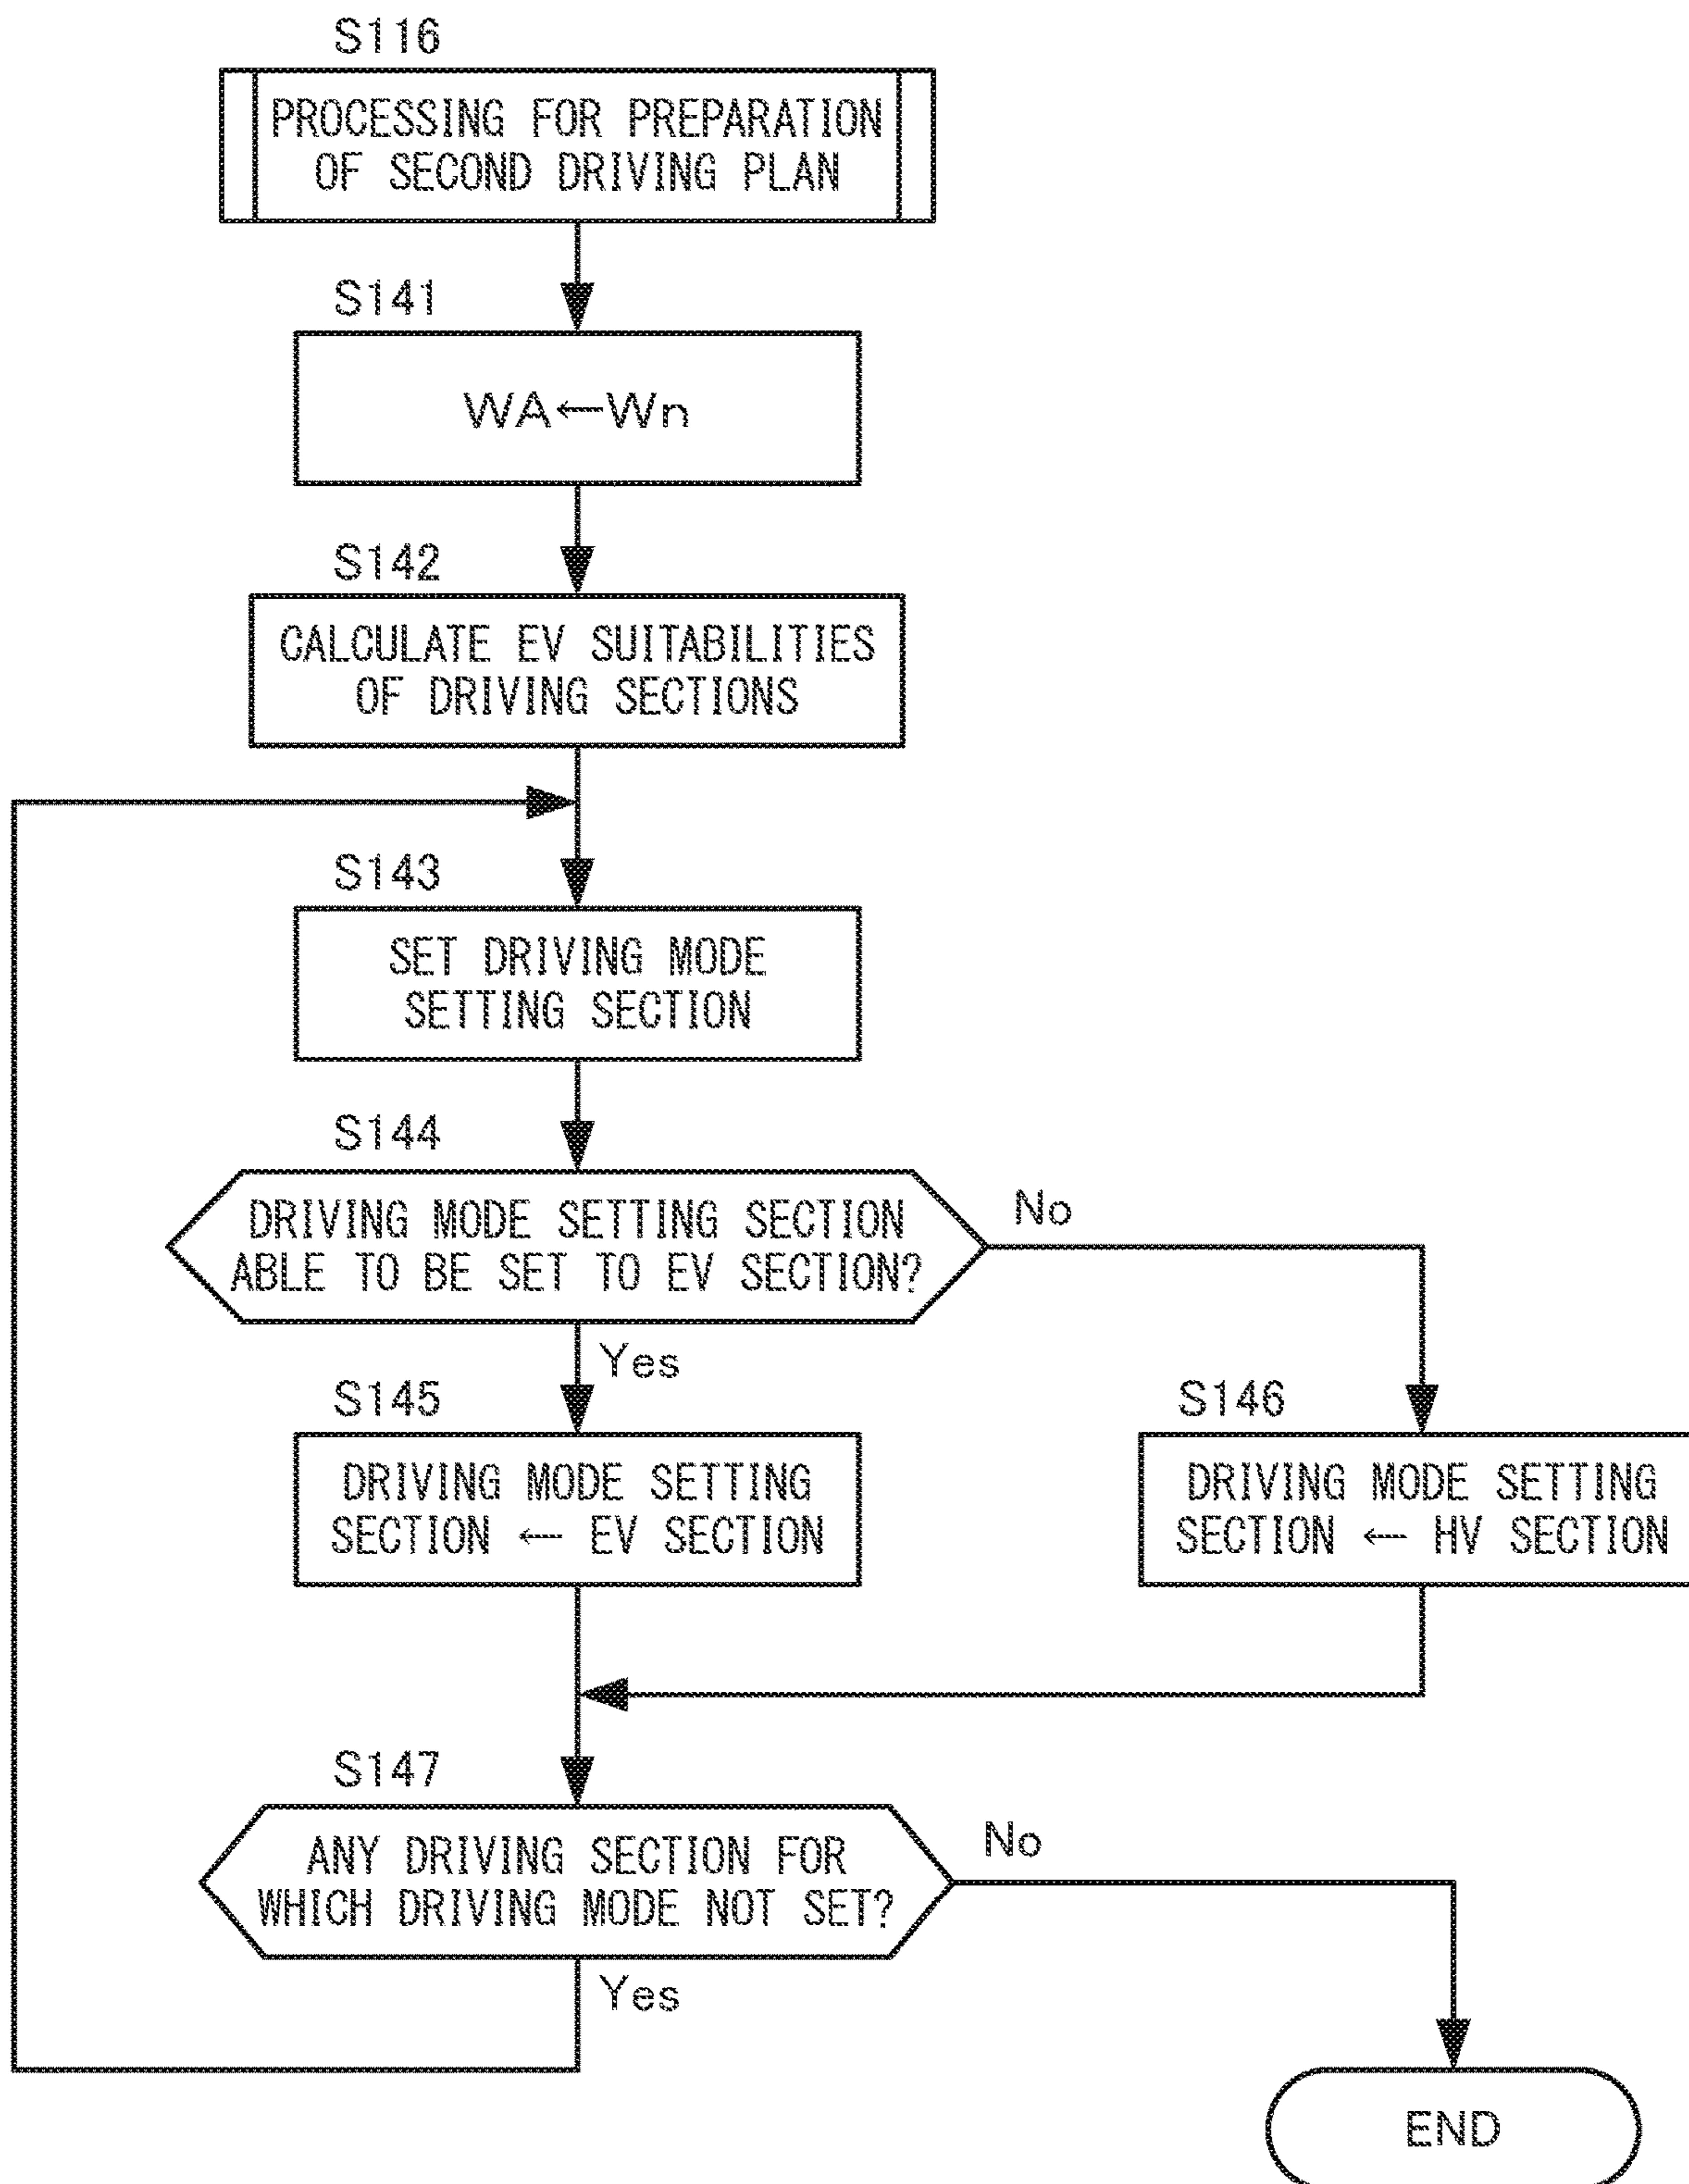 S116
PROCESSING FOR PREPARATION
OF SECOND DRIVING PLAN
S141
WA←Wn
S142
CALCULATE EV SUITABILITIES
OF DRIVING SECTIONS
S143
SET DRIVING MODE
SETTING SECTION
S144
DRIVING MODE SETTING SECTION
ABLE TO BE SET TO EV SECTION?
No
Yes
S145
DRIVING MODE SETTING
SECTION ← EV SECTION
S146
DRIVING MODE SETTING
SECTION ← HV SECTION
S147
ANY DRIVING SECTION FOR
WHICH DRIVING MODE NOT SET?
No
Yes
END